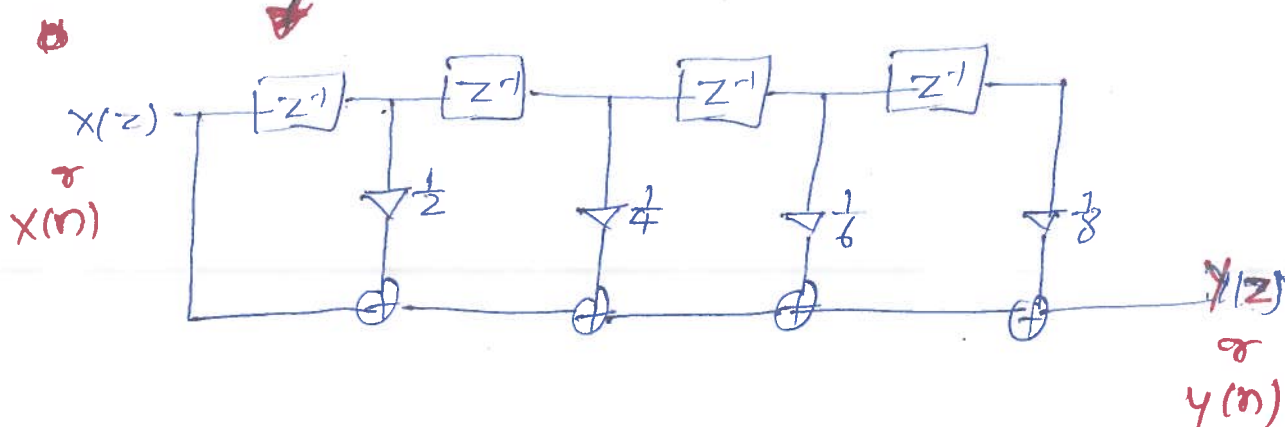 X(z) z⁻¹ z⁻¹ z⁻¹ z⁻¹
or
X(n)
1/2 1/4 1/6 1/8
Y(z)
or
y(n)